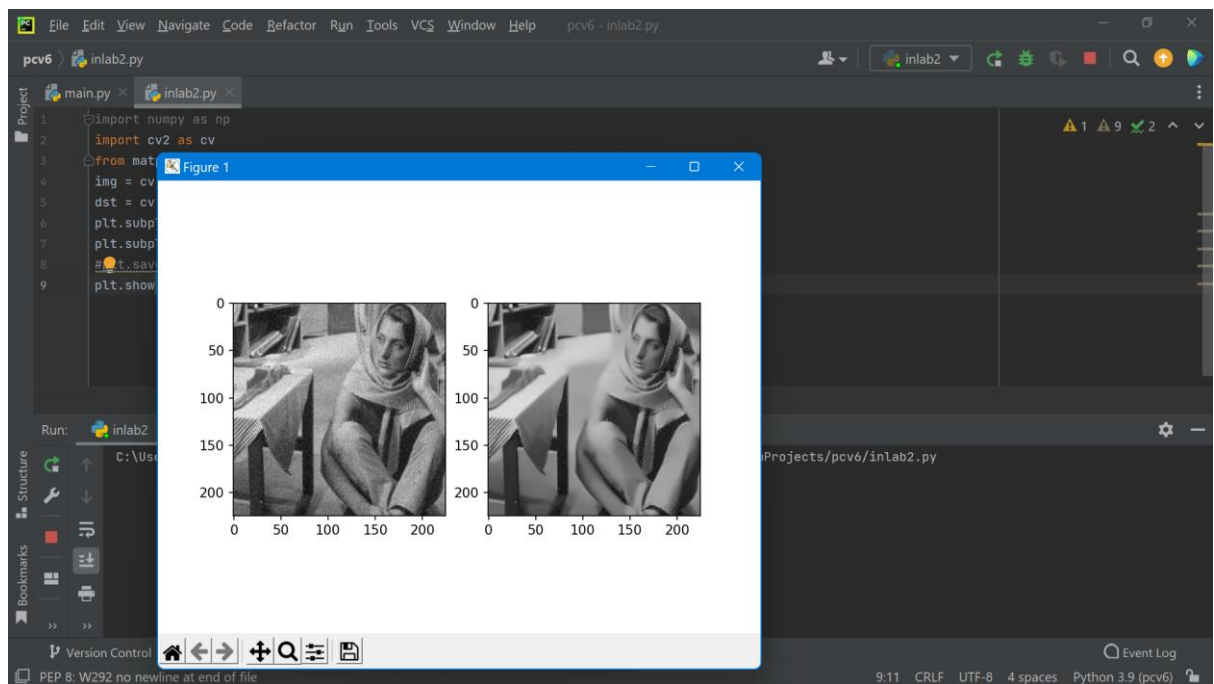 File Edit View Navigate Code Refactor Run Tools VCS Window Help pcv6 - inlab2.py
pcv6 inlab2.py inlab2
Project
main.py inlab2.py
1 import numpy as np
1 9 2
2 import cv2 as cv
3 from mat
4 img = cv
5 dst = cv
6 plt.subp
7 plt.subp
8 t.sav
9 plt.show
Figure 1
0 0
50 50
100 100
150 150
200 200
0 50 100 150 200 0 50 100 150 200
Run: inlab2
C:\Use Projects/pcv6/inlab2.py
Structure
Bookmarks
Version Control Event Log
PEP 8: W292 no newline at end of file 9:11 CRLF UTF-8 4 spaces Python 3.9 (pcv6)